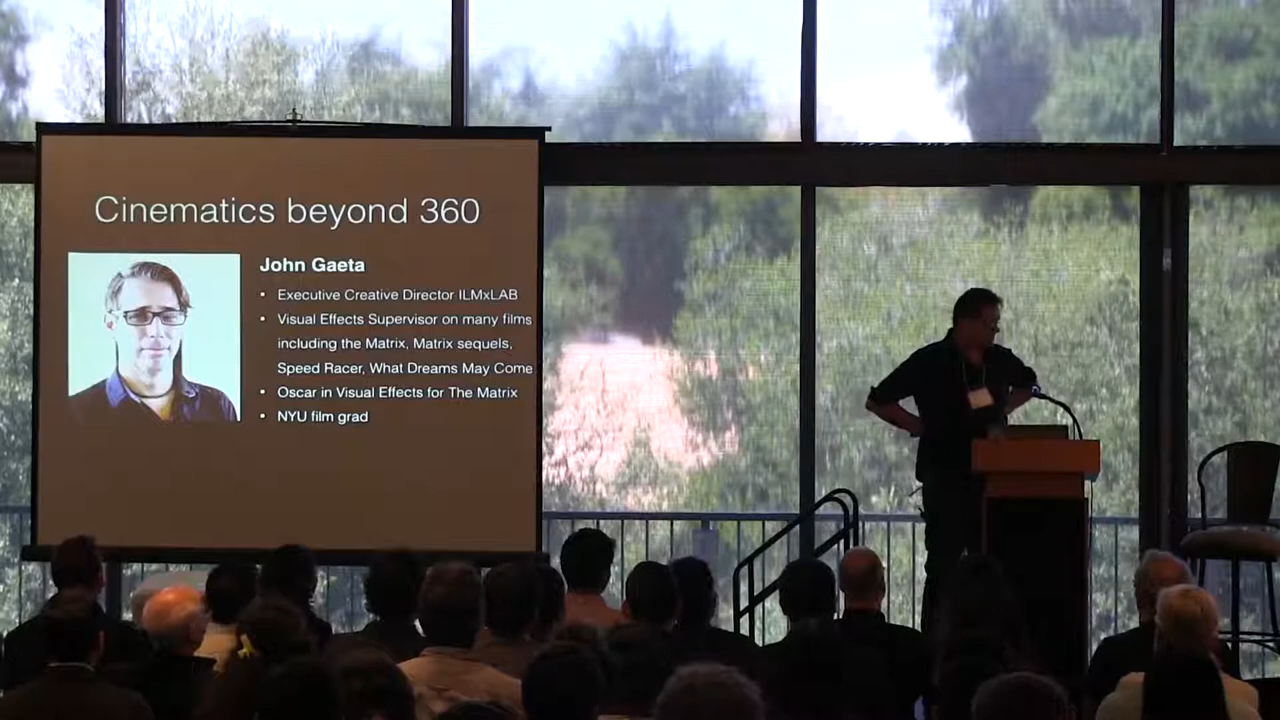 Cinematics beyond 360
John Gaeta
• Executive Creative Director ILMxLAB
• Visual Effects Supervisor on many films
including the Matrix, Matrix sequels,
Speed Racer, What Dreams May Come
• Oscar in Visual Effects for The Matrix
• NYU film grad